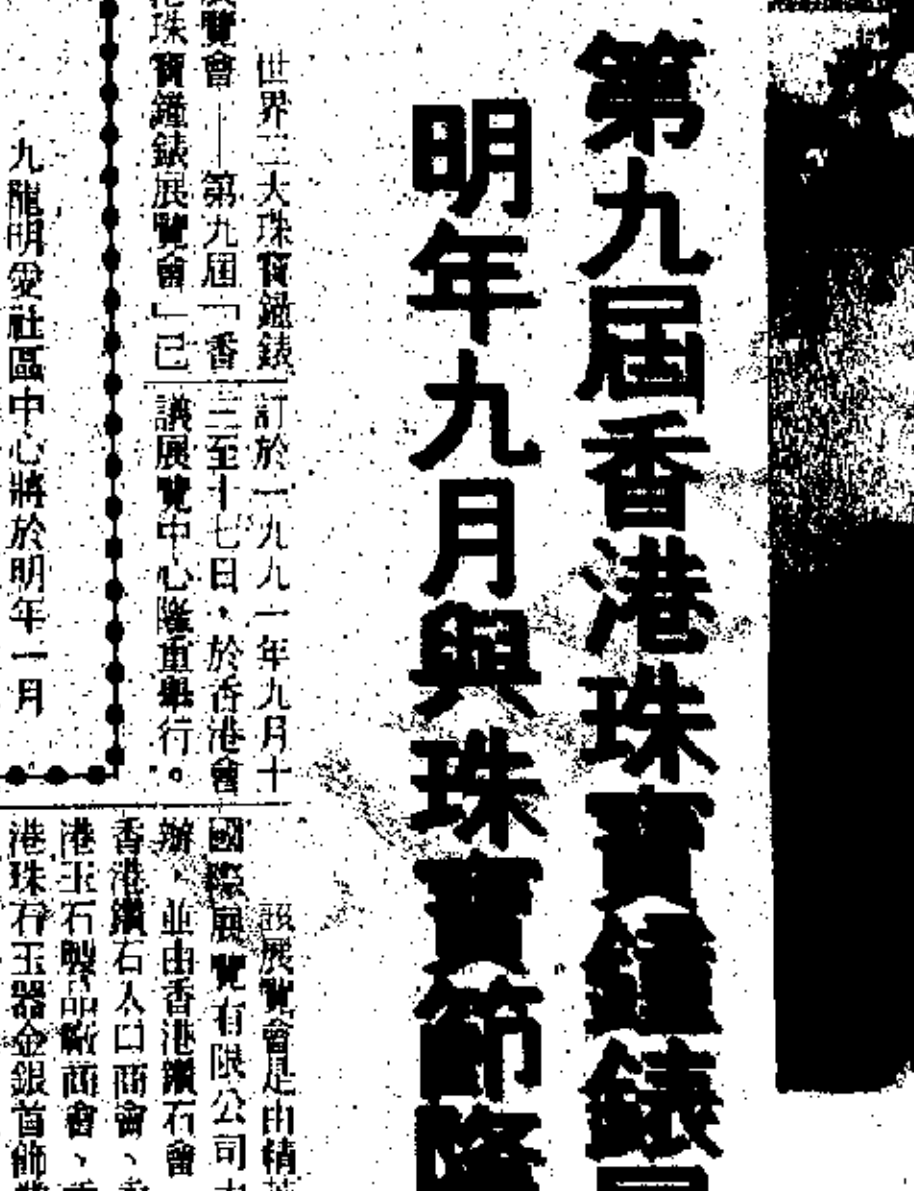 第九屆香港珠寶鐘錶
明年九月與珠寶節隆
世界三大珠寶鐘錶
展覽會——第九屆「香
港珠寶鐘錶展覽會」已
訂於一九九一年九月十
三至十七日，於香港會
議展覽中心隆重舉行。
該展覽會是由精
國際展覽有限公司
辦，並由香港鑽石會
香港鑽石入口商會、
港玉石製品廠商會、
港珠石玉器金銀首飾
九龍明愛社區中心將於明年一月